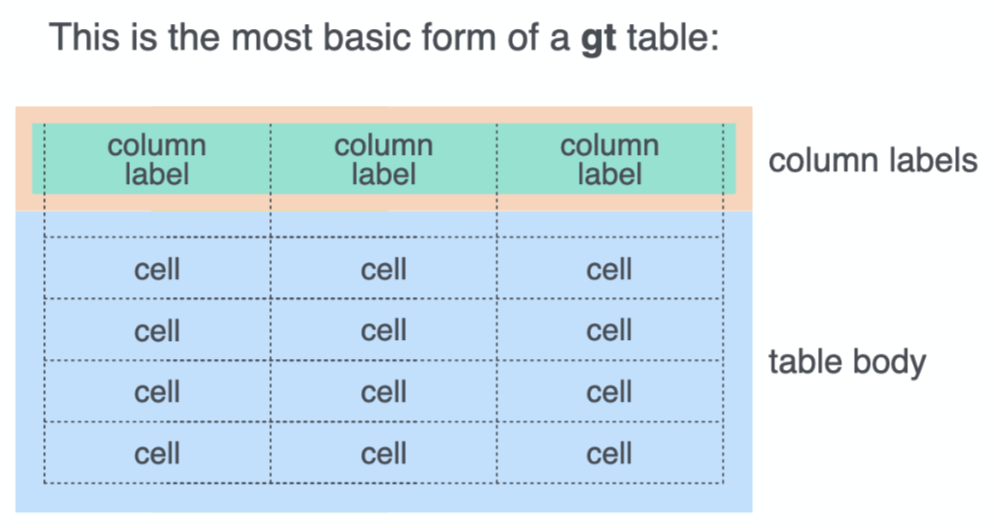 This is the most basic form of a gt table:
column column column
label label label
column labels
cell cell cell
cell cell cell
table body
cell cell cell
cell cell cell